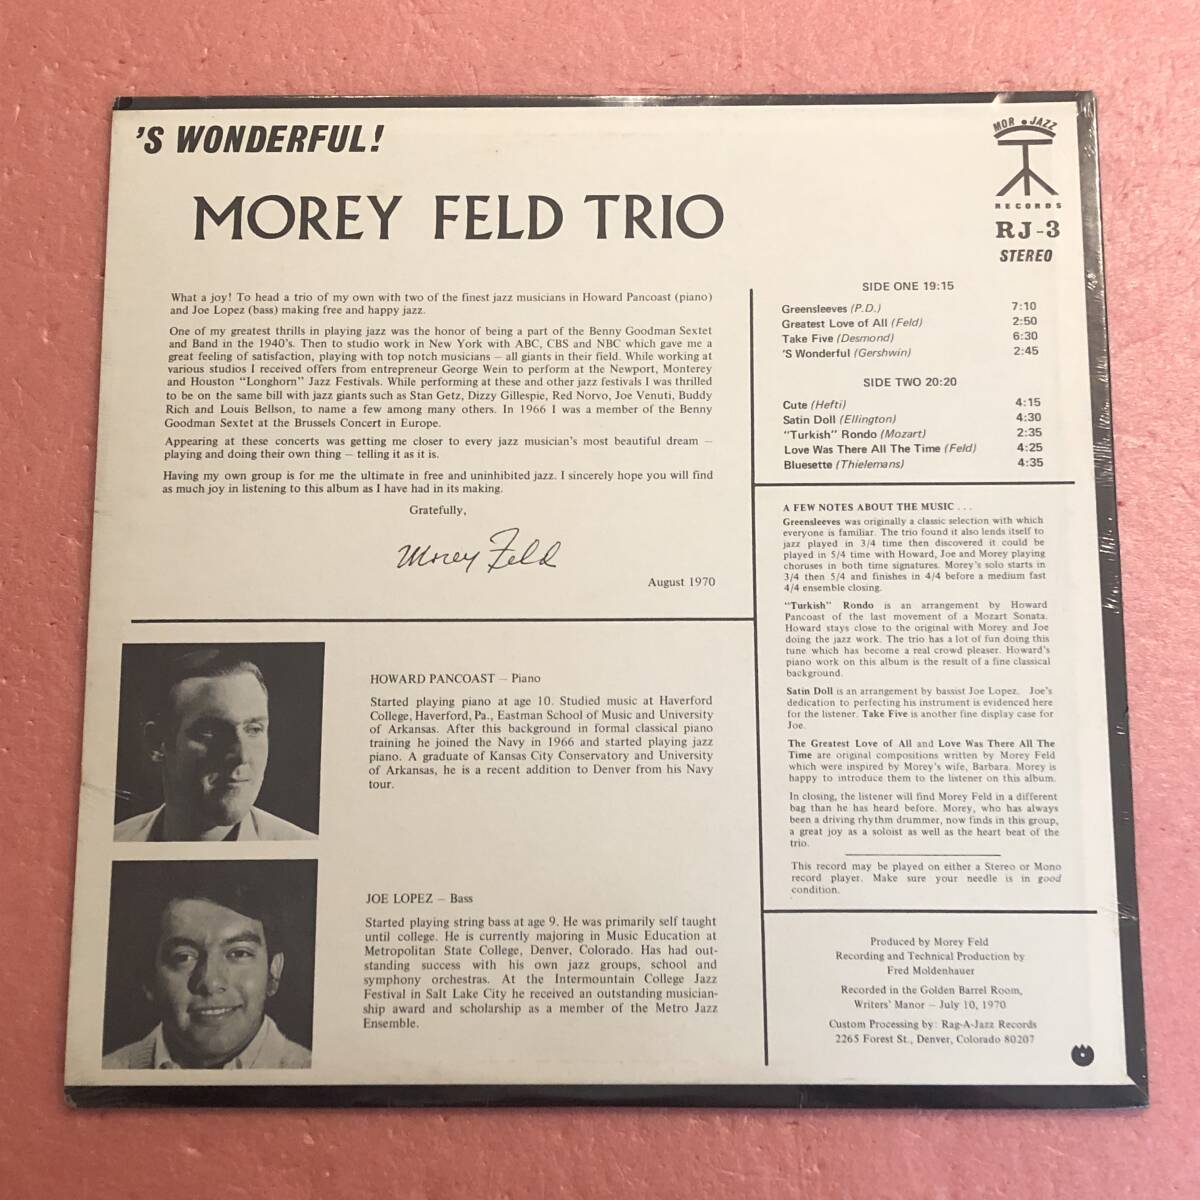 'S WONDERFUL!
MOREY FELD TRIO
MOR • JAZZ
RECORDS
RJ-3
STEREO
What a joy! To head a trio of my own with two of the finest jazz musicians in Howard Pancoast (piano)
and Joe Lopez (bass) making free and happy jazz.
One of my greatest thrills in playing jazz was the honor of being a part of the Benny Goodman Sextet
and Band in the 1940's. Then to studio work in New York with ABC, CBS and NBC which gave me a
great feeling of satisfaction, playing with top notch musicians – all giants in their field. While working at
various studios I received offers from entrepreneur George Wein to perform at the Newport, Monterey
and Houston "Longhorn" Jazz Festivals. While performing at these and other jazz festivals I was thrilled
to be on the same bill with jazz giants such as Stan Getz, Dizzy Gillespie, Red Norvo, Joe Venuti, Buddy
Rich and Louis Bellson, to name a few among many others. In 1966 I was a member of the Benny
Goodman Sextet at the Brussels Concert in Europe.
Appearing at these concerts was getting me closer to every jazz musician's most beautiful dream –
playing and doing their own thing – telling it as it is.
Having my own group is for me the ultimate in free and uninhibited jazz. I sincerely hope you will find
as much joy in listening to this album as I have had in its making.
Gratefully,
Morey Feld
August 1970
SIDE ONE 19:15
Greensleeves (P.D.) 7:10
Greatest Love of All (Feld) 2:50
Take Five (Desmond) 6:30
'S Wonderful (Gershwin) 2:45
SIDE TWO 20:20
Cute (Hefti) 4:15
Satin Doll (Ellington) 4:30
"Turkish" Rondo (Mozart) 2:35
Love Was There All The Time (Feld) 4:25
Bluesette (Thielemans) 4:35
A FEW NOTES ABOUT THE MUSIC . . .
Greensleeves was originally a classic selection with which
everyone is familiar. The trio found it also lends itself to
jazz played in 3/4 time then discovered it could be
played in 5/4 time with Howard, Joe and Morey playing
choruses in both time signatures. Morey's solo starts in
3/4 then 5/4 and finishes in 4/4 before a medium fast
4/4 ensemble closing.
"Turkish" Rondo is an arrangement by Howard
Pancoast of the last movement of a Mozart Sonata.
Howard stays close to the original with Morey and Joe
doing the jazz work. The trio has a lot of fun doing this
tune which has become a real crowd pleaser. Howard's
piano work on this album is the result of a fine classical
background.
Satin Doll is an arrangement by bassist Joe Lopez. Joe's
dedication to perfecting his instrument is evidenced here
for the listener. Take Five is another fine display case for
Joe.
The Greatest Love of All and Love Was There All The
Time are original compositions written by Morey Feld
which were inspired by Morey's wife, Barbara. Morey is
happy to introduce them to the listener on this album.
In closing, the listener will find Morey Feld in a different
bag than he has heard before. Morey, who has always
been a driving rhythm drummer, now finds in this group,
a great joy as a soloist as well as the heart beat of the
trio.
This record may be played on either a Stereo or Mono
record player. Make sure your needle is in good
condition.
HOWARD PANCOAST – Piano
Started playing piano at age 10. Studied music at Haverford
College, Haverford, Pa., Eastman School of Music and University
of Arkansas. After this background in formal classical piano
training he joined the Navy in 1966 and started playing jazz
piano. A graduate of Kansas City Conservatory and University
of Arkansas, he is a recent addition to Denver from his Navy
tour.
JOE LOPEZ – Bass
Started playing string bass at age 9. He was primarily self taught
until college. He is currently majoring in Music Education at
Metropolitan State College, Denver, Colorado. Has had out-
standing success with his own jazz groups, school and
symphony orchestras. At the Intermountain College Jazz
Festival in Salt Lake City he received an outstanding musician-
ship award and scholarship as a member of the Metro Jazz
Ensemble.
Produced by Morey Feld
Recording and Technical Production by
Fred Moldenhauer
Recorded in the Golden Barrel Room,
Writers' Manor – July 10, 1970
Custom Processing by: Rag-A-Jazz Records
2265 Forest St., Denver, Colorado 80207